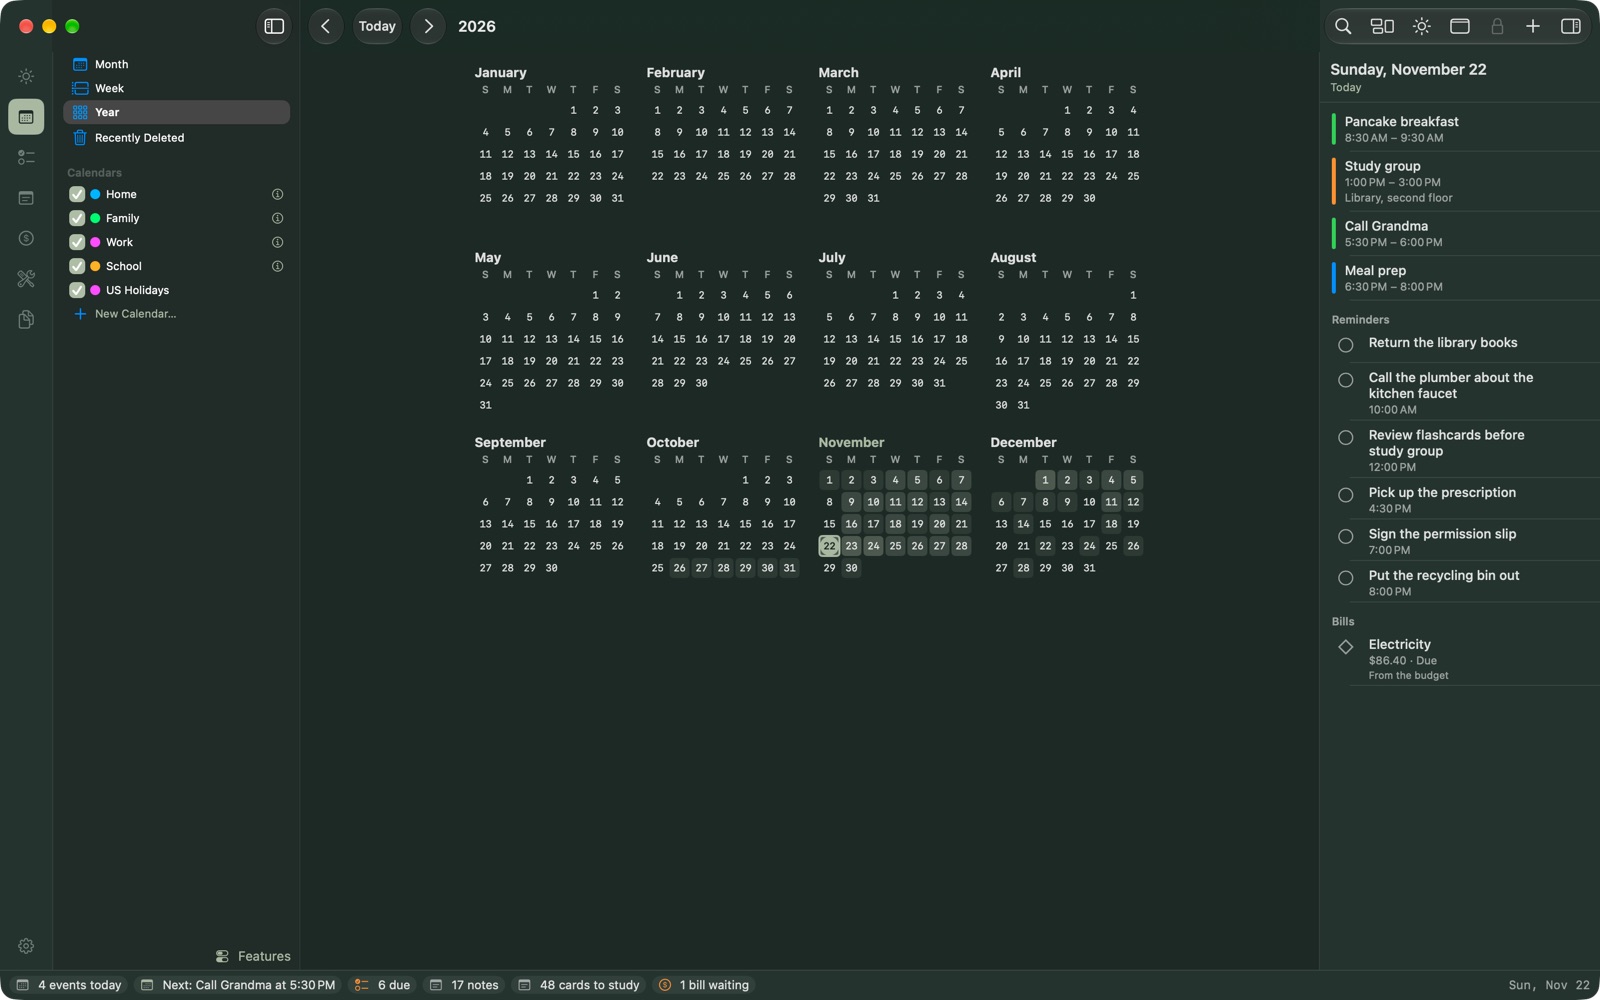 Today
2026
Month
Week
Year
Recently Deleted
Calendars
Home
Family
Work
School
US Holidays
New Calendar...
Features
January
S M T W T F S
1 2 3
4 5 6 7 8 9 10
11 12 13 14 15 16 17
18 19 20 21 22 23 24
25 26 27 28 29 30 31
February
S M T W T F S
1 2 3 4 5 6 7
8 9 10 11 12 13 14
15 16 17 18 19 20 21
22 23 24 25 26 27 28
March
S M T W T F S
1 2 3 4 5 6 7
8 9 10 11 12 13 14
15 16 17 18 19 20 21
22 23 24 25 26 27 28
29 30 31
April
S M T W T F S
1 2 3 4
5 6 7 8 9 10 11
12 13 14 15 16 17 18
19 20 21 22 23 24 25
26 27 28 29 30
May
S M T W T F S
1 2
3 4 5 6 7 8 9
10 11 12 13 14 15 16
17 18 19 20 21 22 23
24 25 26 27 28 29 30
31
June
S M T W T F S
1 2 3 4 5 6
7 8 9 10 11 12 13
14 15 16 17 18 19 20
21 22 23 24 25 26 27
28 29 30
July
S M T W T F S
1 2 3 4
5 6 7 8 9 10 11
12 13 14 15 16 17 18
19 20 21 22 23 24 25
26 27 28 29 30 31
August
S M T W T F S
1
2 3 4 5 6 7 8
9 10 11 12 13 14 15
16 17 18 19 20 21 22
23 24 25 26 27 28 29
30 31
September
S M T W T F S
1 2 3 4 5
6 7 8 9 10 11 12
13 14 15 16 17 18 19
20 21 22 23 24 25 26
27 28 29 30
October
S M T W T F S
1 2 3
4 5 6 7 8 9 10
11 12 13 14 15 16 17
18 19 20 21 22 23 24
25 26 27 28 29 30 31
November
S M T W T F S
1 2 3 4 5 6 7
8 9 10 11 12 13 14
15 16 17 18 19 20 21
22 23 24 25 26 27 28
29 30
December
S M T W T F S
1 2 3 4 5
6 7 8 9 10 11 12
13 14 15 16 17 18 19
20 21 22 23 24 25 26
27 28 29 30 31
Sunday, November 22
Today
Pancake breakfast
8:30 AM – 9:30 AM
Study group
1:00 PM – 3:00 PM
Library, second floor
Call Grandma
5:30 PM – 6:00 PM
Meal prep
6:30 PM – 8:00 PM
Reminders
Return the library books
Call the plumber about the
kitchen faucet
10:00 AM
Review flashcards before
study group
12:00 PM
Pick up the prescription
4:30 PM
Sign the permission slip
7:00 PM
Put the recycling bin out
8:00 PM
Bills
Electricity
$86.40 · Due
From the budget
4 events today
Next: Call Grandma at 5:30 PM
6 due
17 notes
48 cards to study
1 bill waiting
Sun, Nov 22